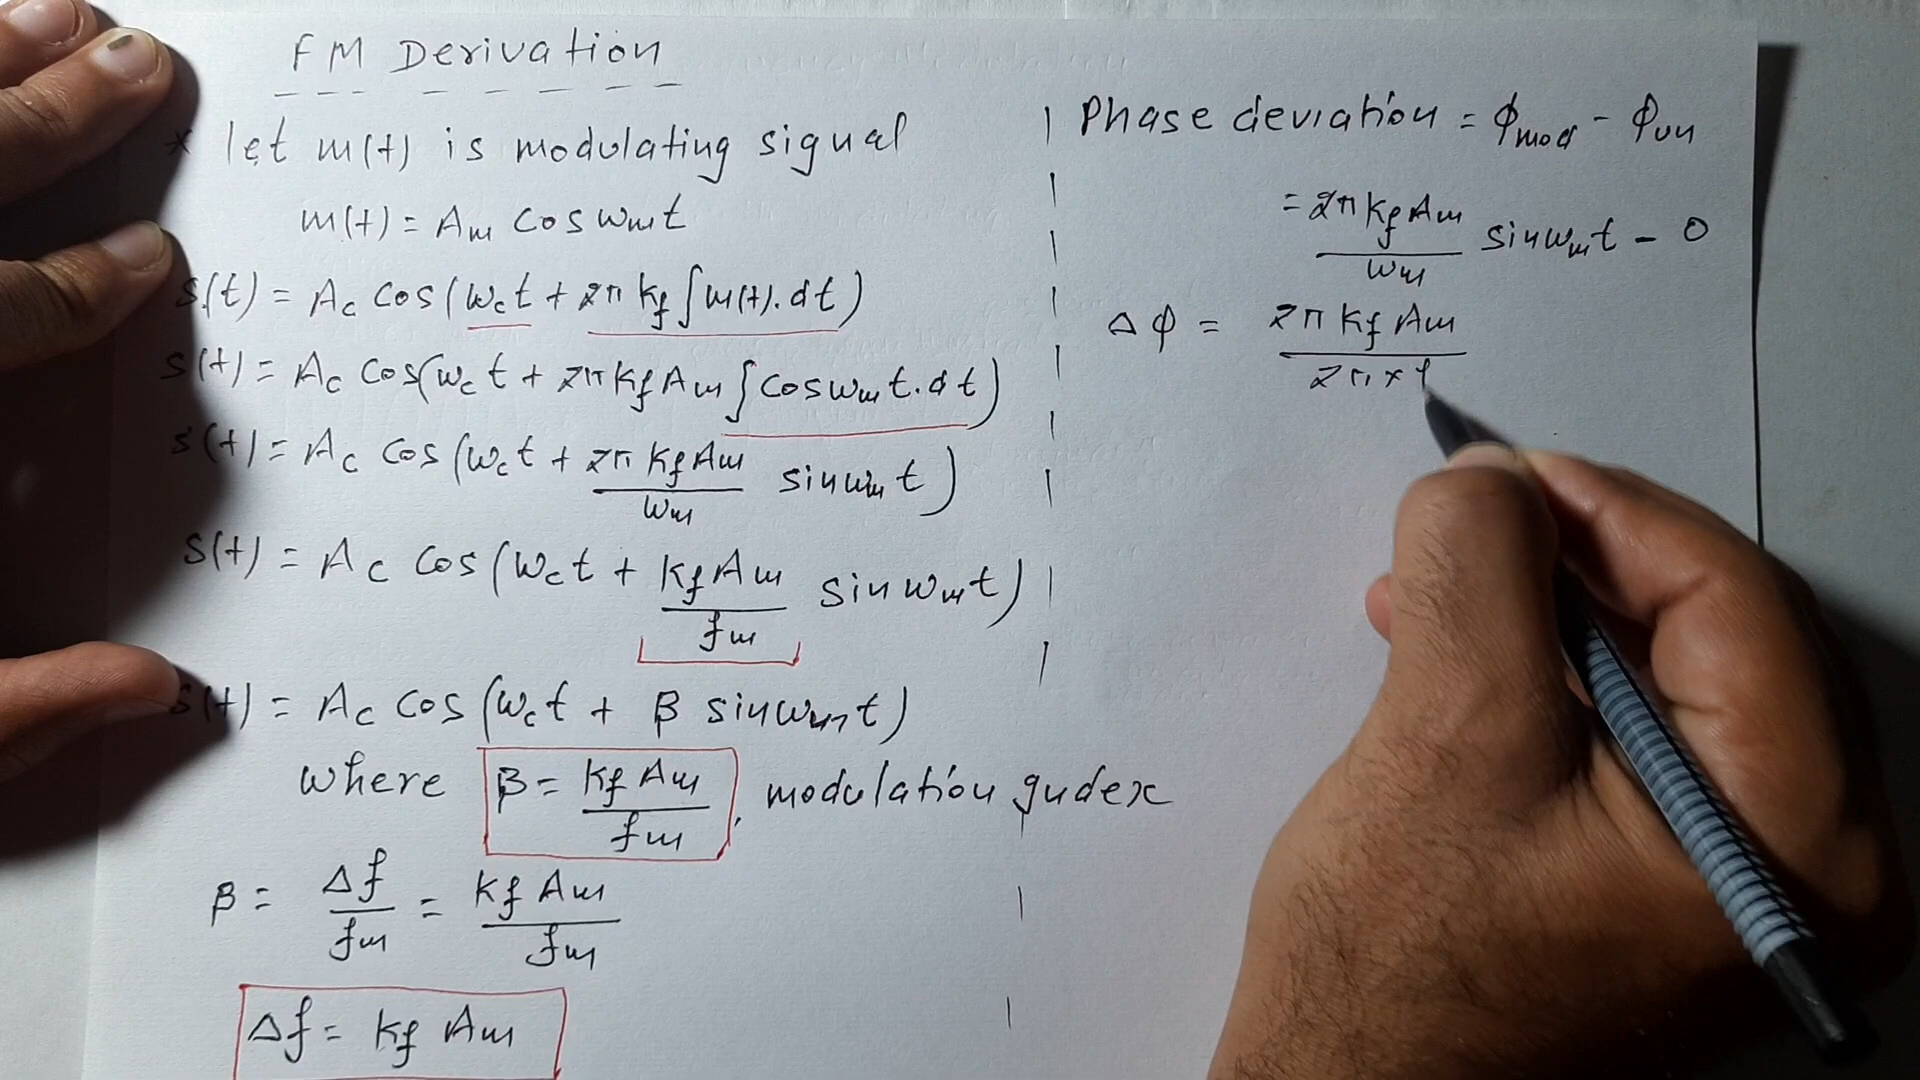 FM Derivation
* let m(t) is modulating signal
m(t) = Am cos wmt
s(t) = Ac cos(wct + 2π kf ∫m(t).dt)
s(t) = Ac cos(wct + 2π kf Am ∫cos wmt.dt)
s(t) = Ac cos(wct + 2π kf Am / wm sin wmt)
s(t) = Ac cos(wct + kf Am / fm sin wmt)
s(t) = Ac cos(wct + β sin wmt)
where β = kf Am / fm, modulation index
β = Δf / fm = kf Am / fm
Δf = kf Am
Phase deviation = ϕmod - ϕun
= 2π kf Am / wm sin wmt - 0
Δϕ = 2π kf Am / 2π × f